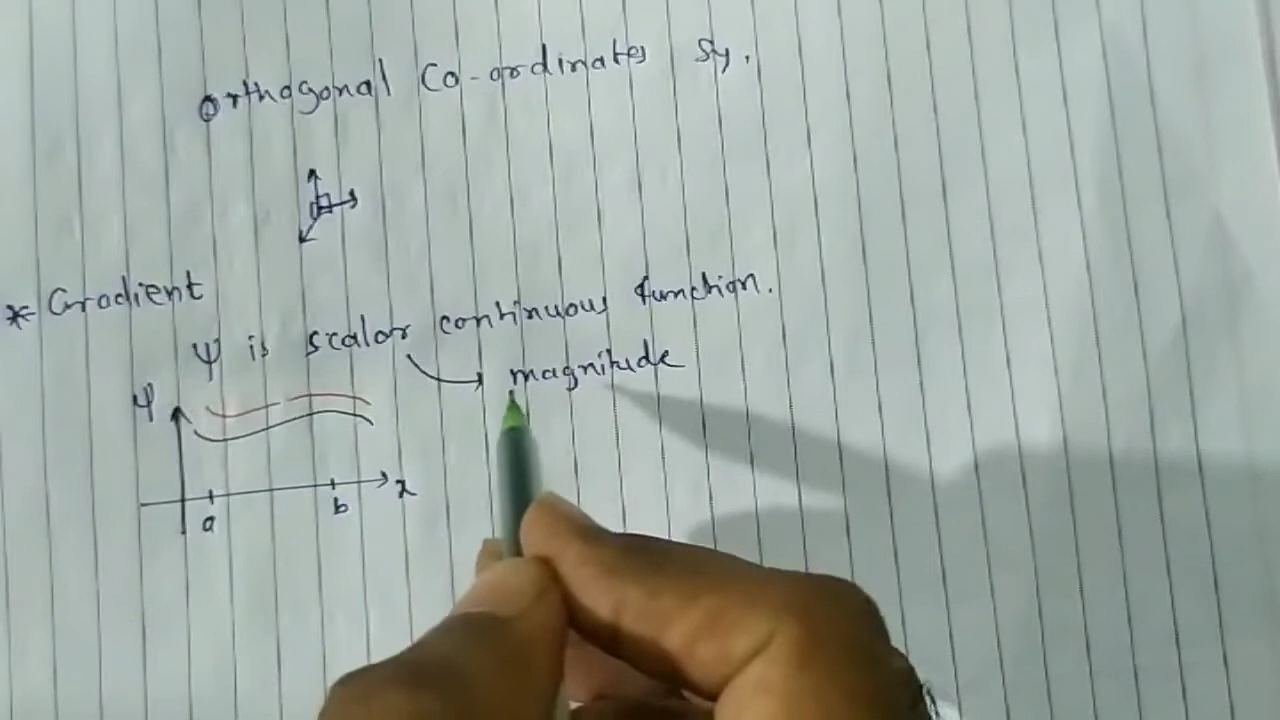 Orthogonal Co-ordinates Sy.
* Gradient
ψ is scalar continuous function.
magnitude
ψ
x
a
b